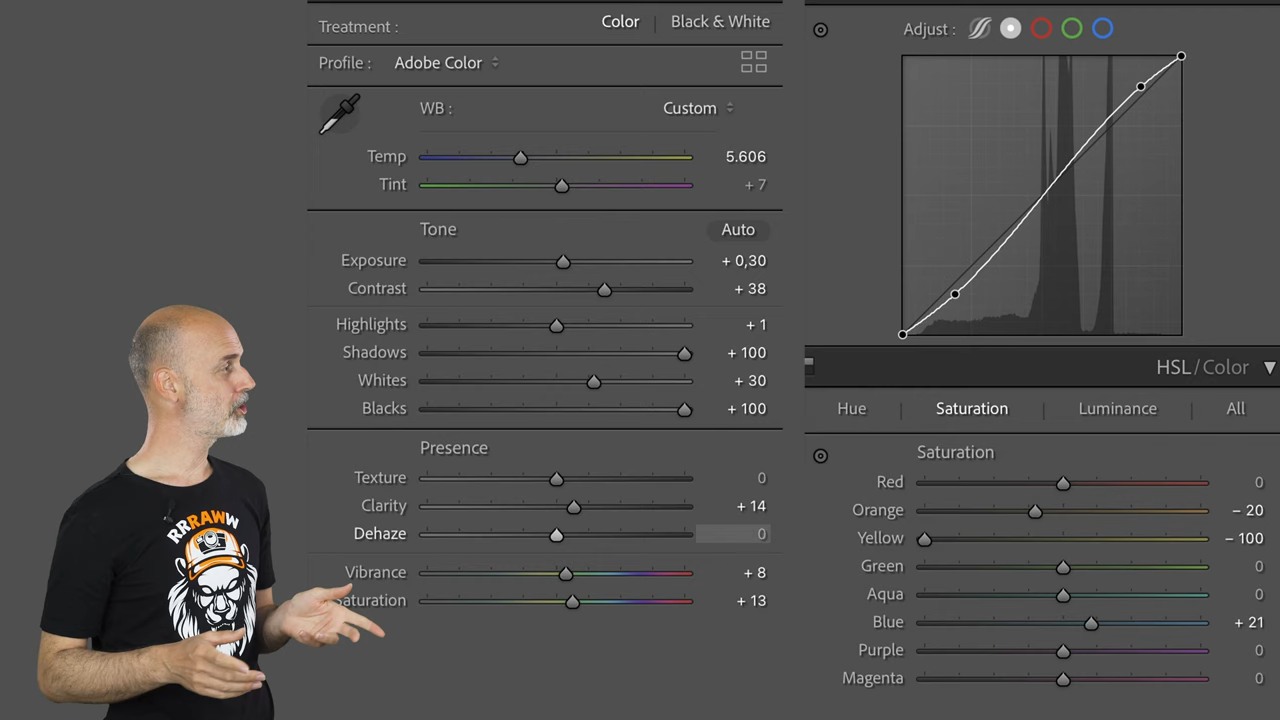 Treatment :
Color | Black & White
Profile : Adobe Color
WB : Custom
Temp 5.606
Tint + 7
Tone Auto
Exposure + 0,30
Contrast + 38
Highlights + 1
Shadows + 100
Whites + 30
Blacks + 100
Presence
Texture 0
Clarity + 14
Dehaze 0
Vibrance + 8
Saturation + 13
Adjust :
HSL / Color
Hue | Saturation | Luminance | All
Saturation
Red 0
Orange − 20
Yellow − 100
Green 0
Aqua 0
Blue + 21
Purple 0
Magenta 0
RRRAWW